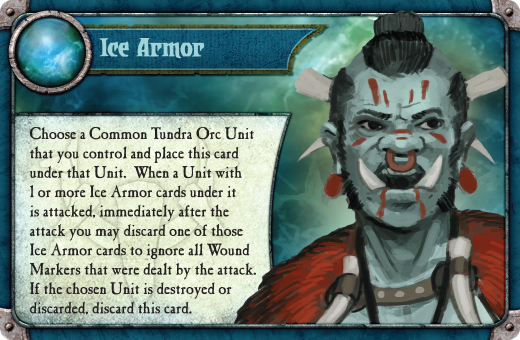 Ice Armor
Choose a Common Tundra Orc Unit
that you control and place this card
under that Unit. When a Unit with
1 or more Ice Armor cards under it
is attacked, immediately after the
attack you may discard one of those
Ice Armor cards to ignore all Wound
Markers that were dealt by the attack.
If the chosen Unit is destroyed or
discarded, discard this card.